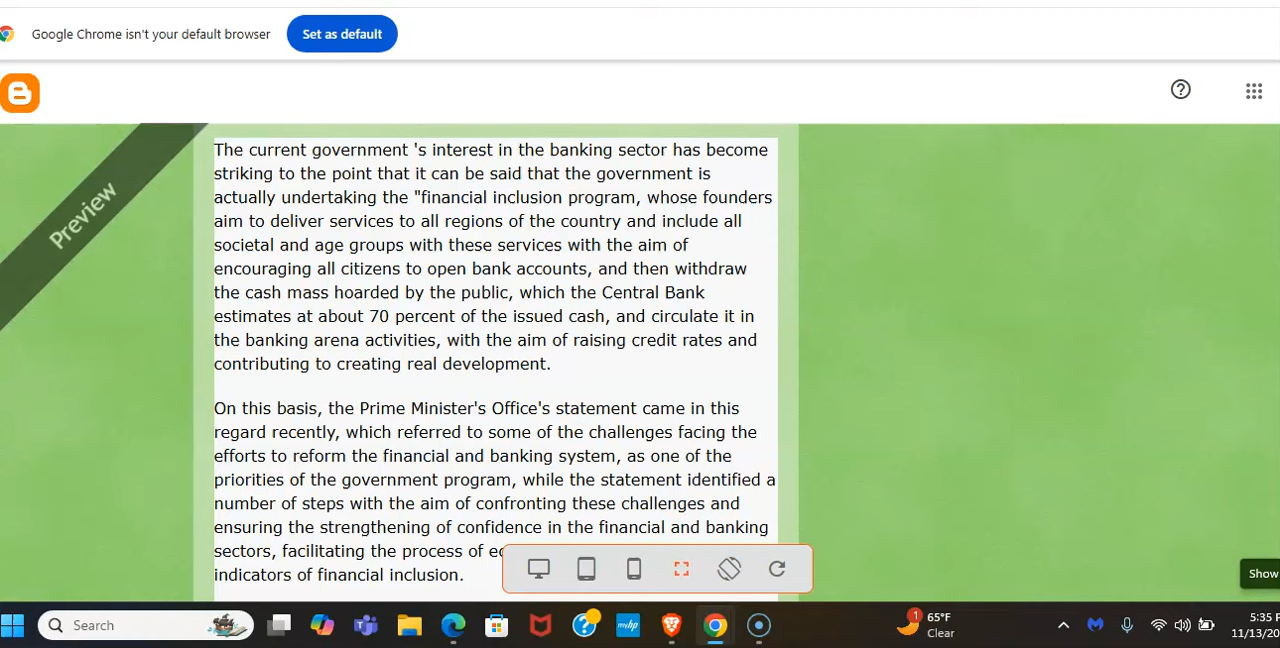 Google Chrome isn't your default browser
Set as default
Preview
The current government 's interest in the banking sector has become
striking to the point that it can be said that the government is
actually undertaking the "financial inclusion program, whose founders
aim to deliver services to all regions of the country and include all
societal and age groups with these services with the aim of
encouraging all citizens to open bank accounts, and then withdraw
the cash mass hoarded by the public, which the Central Bank
estimates at about 70 percent of the issued cash, and circulate it in
the banking arena activities, with the aim of raising credit rates and
contributing to creating real development.
On this basis, the Prime Minister's Office's statement came in this
regard recently, which referred to some of the challenges facing the
efforts to reform the financial and banking system, as one of the
priorities of the government program, while the statement identified a
number of steps with the aim of confronting these challenges and
ensuring the strengthening of confidence in the financial and banking
sectors, facilitating the process of
indicators of financial inclusion.
Show
Search
myhp
1
65°F
Clear
5:35 P
11/13/20